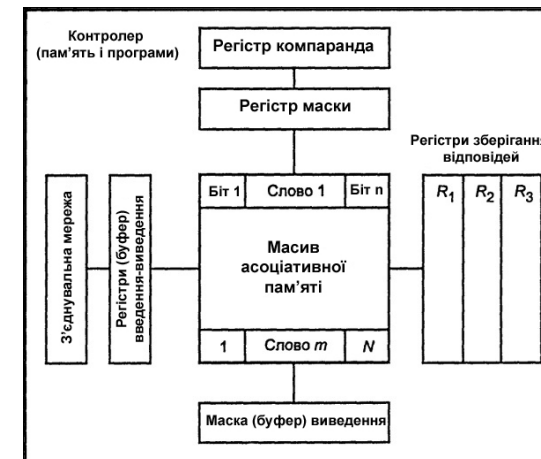 Контролер
(пам’ять і програми)
Регістр компаранда
Регістр маски
Регістри зберігання
відповідей
Біт 1 Слово 1 Біт n
R1 R2 R3
З’єднувальна мережа
Регістри (буфер)
введення-виведення
Масив
асоціативної
пам’яті
1 Слово m N
Маска (буфер) виведення